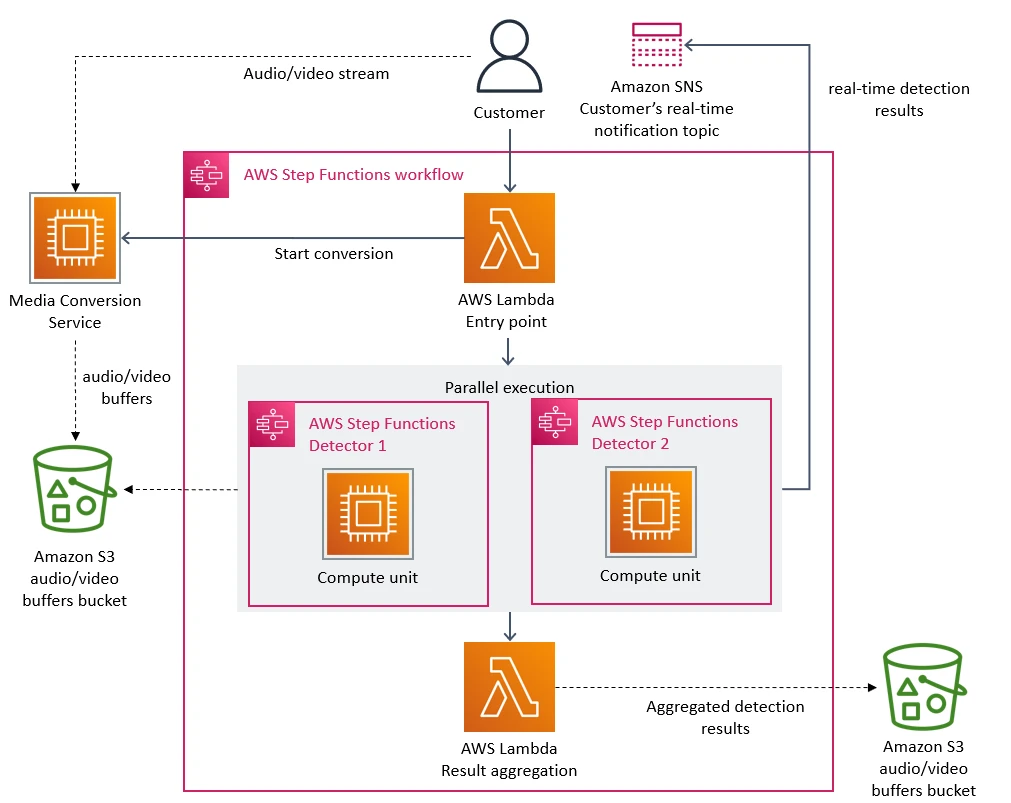 Audio/video stream
Customer
Amazon SNS
Customer's real-time
notification topic
real-time detection
results
AWS Step Functions workflow
Start conversion
Media Conversion
Service
AWS Lambda
Entry point
audio/video
buffers
Parallel execution
AWS Step Functions
Detector 1
Compute unit
AWS Step Functions
Detector 2
Compute unit
Amazon S3
audio/video
buffers bucket
AWS Lambda
Result aggregation
Aggregated detection
results
Amazon S3
audio/video
buffers bucket